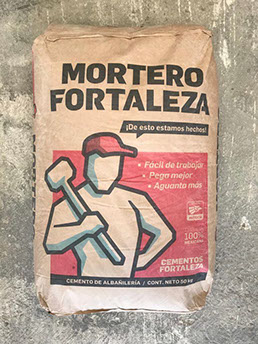 MORTERO
FORTALEZA
¡De esto estamos hechos!
• Fácil de trabajar
• Pega mejor
• Aguanta más
100%
CEMENTOS
FORTALEZA
CEMENTO DE ALBAÑILERÍA / CONT. NETO 50 kg